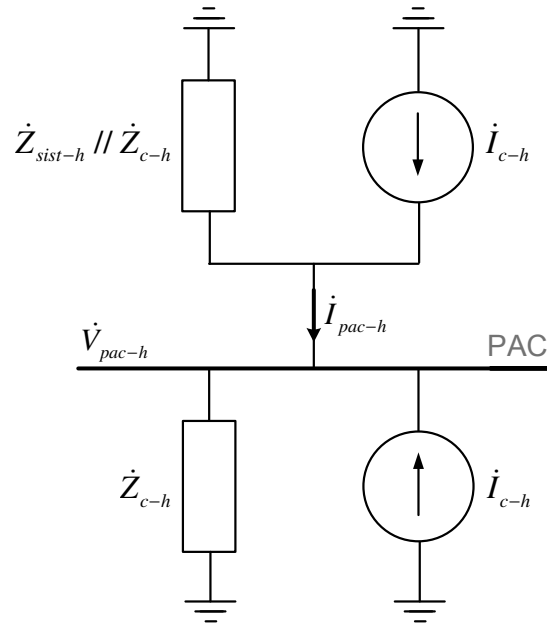 Ż_sist−h // Ż_c−h
İ_c−h
İ_pac−h
V̇_pac−h
PAC
Ż_c−h
İ_c−h